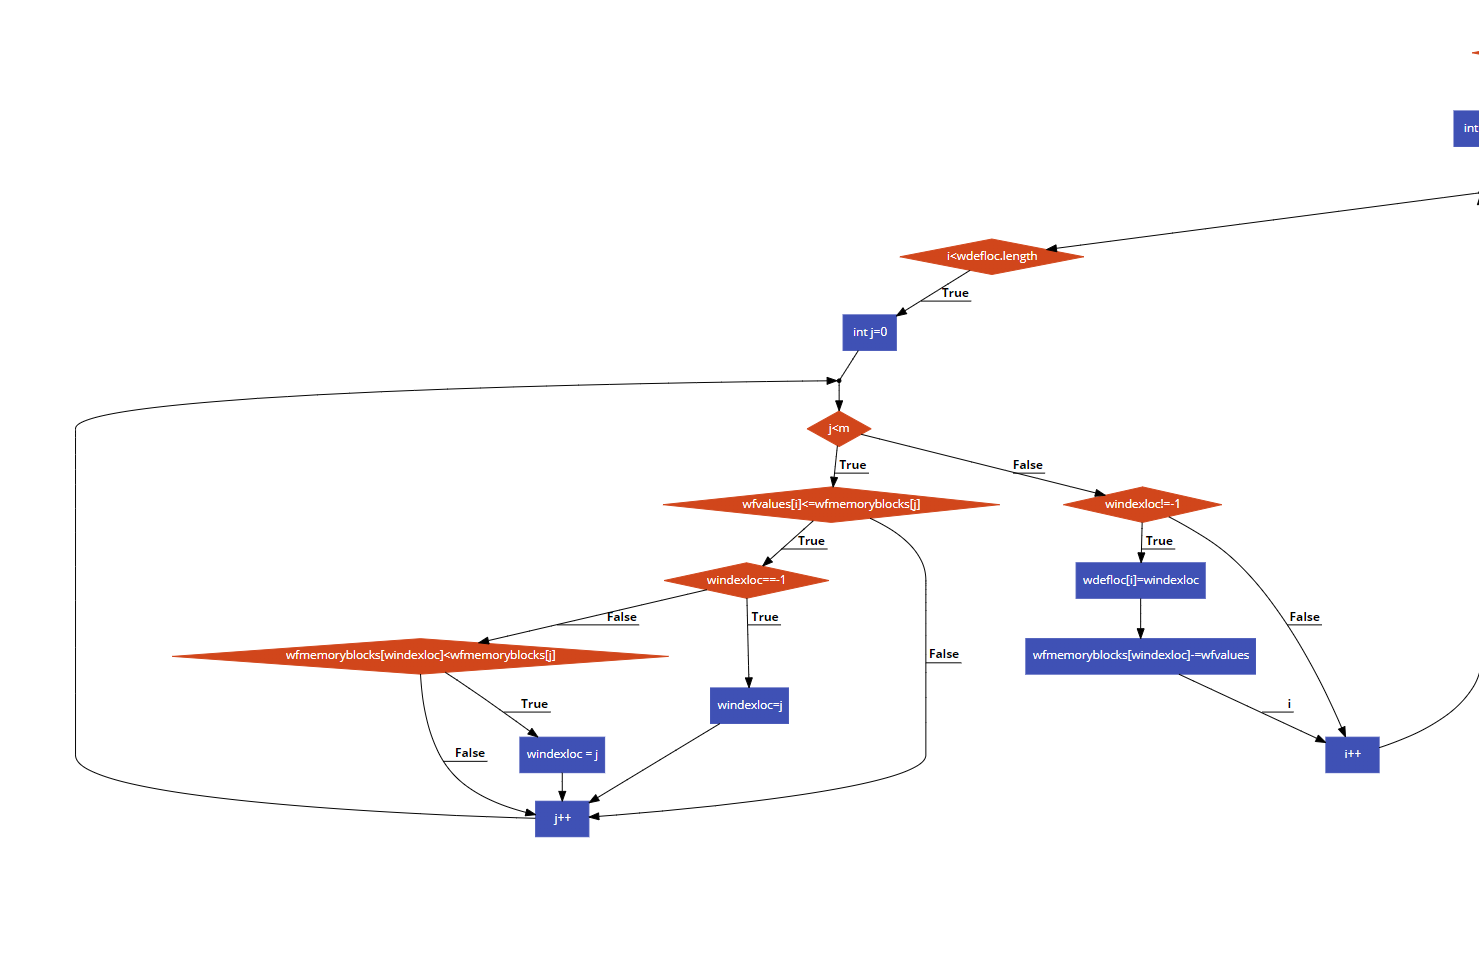 int
i<wdefloc.length
True
int j=0
j<m
True
False
wfvalues[i]<=wfmemoryblocks[j]
windexloc!=-1
True
True
windexloc==-1
wdefloc[i]=windexloc
False
True
False
wfmemoryblocks[windexloc]<wfmemoryblocks[j]
False
wfmemoryblocks[windexloc]-=wfvalues
True
windexloc=j
i
False
windexloc = j
i++
j++